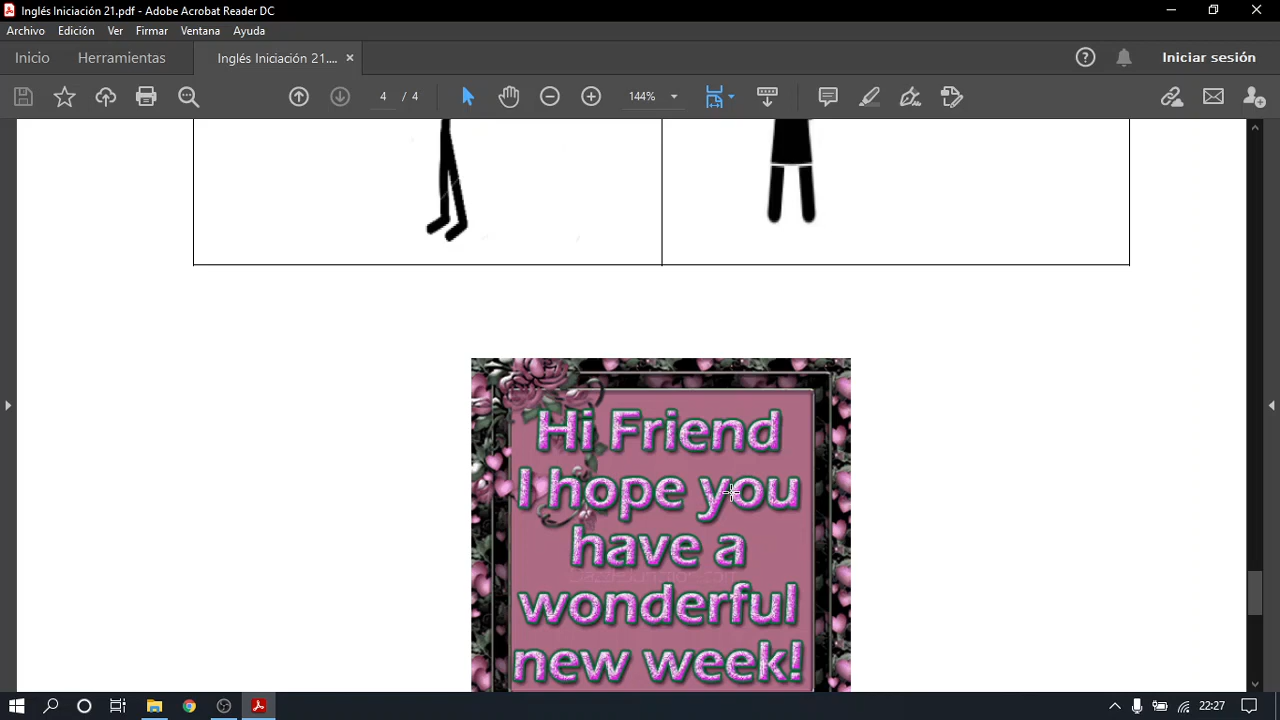 Inglés Iniciación 21.pdf - Adobe Acrobat Reader DC
Archivo Edición Ver Firmar Ventana Ayuda
Inicio Herramientas Inglés Iniciación 21.... × Iniciar sesión
4 / 4 144%
Hi Friend
I hope you
have a
wonderful
new week!
22:27